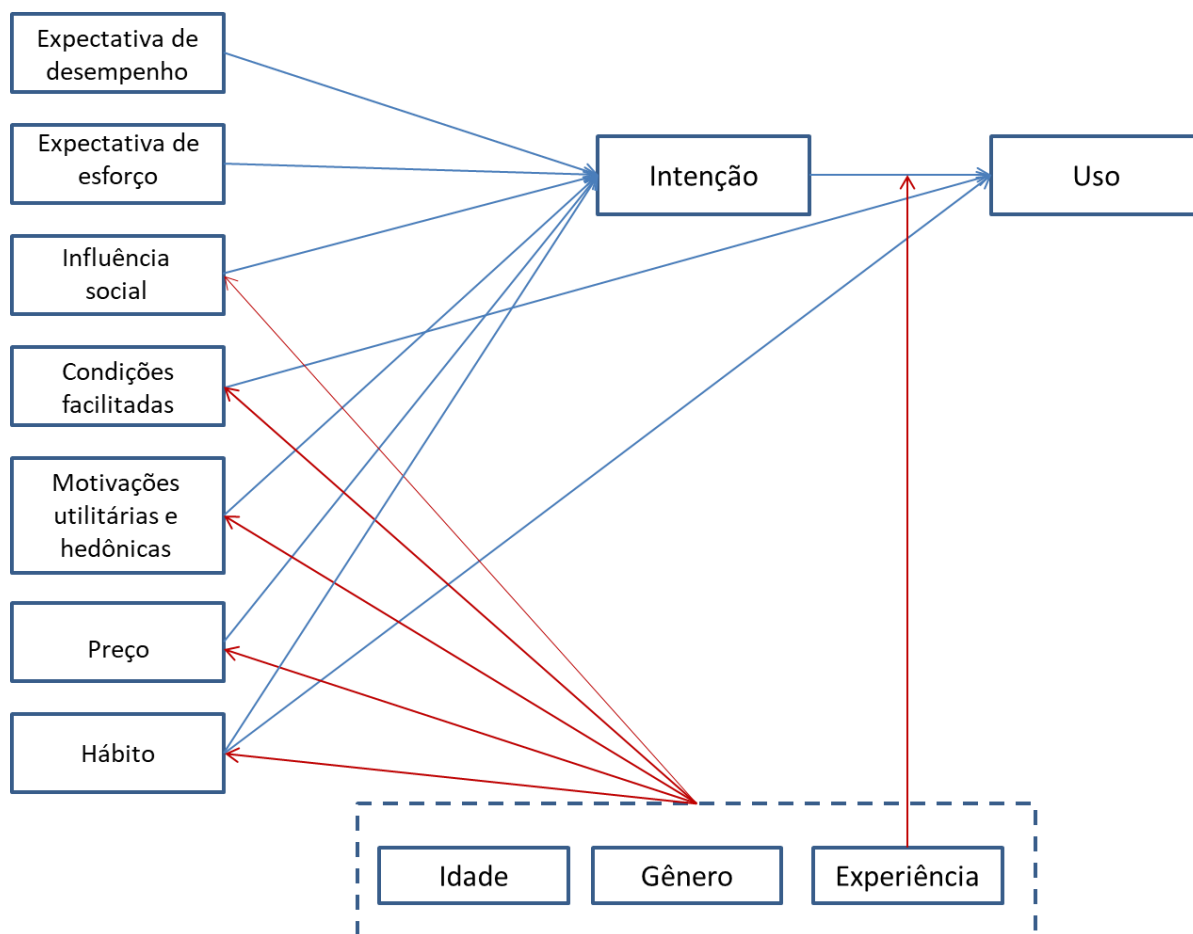 Expectativa de
desempenho
Expectativa de
esforço
Influência
social
Condições
facilitadas
Motivações
utilitárias e
hedônicas
Preço
Hábito
Intenção
Uso
Idade
Gênero
Experiência